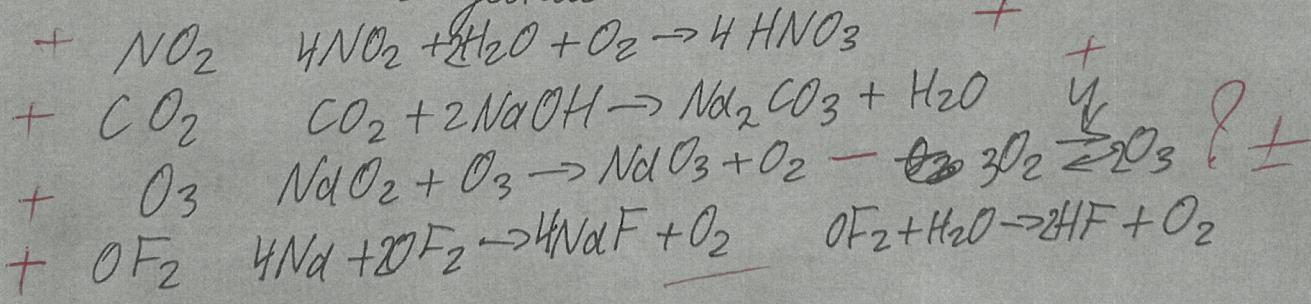 + NO2 4NO2 + 2H2O + O2 → 4HNO3 +
+ CO2 CO2 + 2NaOH → Na2CO3 + H2O +
+ O3 NaO2 + O3 → NaO3 + O2 − 3O2 ⇄ 2O3 ? ±
+ OF2 4Na + 2OF2 → 4NaF + O2 OF2 + H2O → 2HF + O2